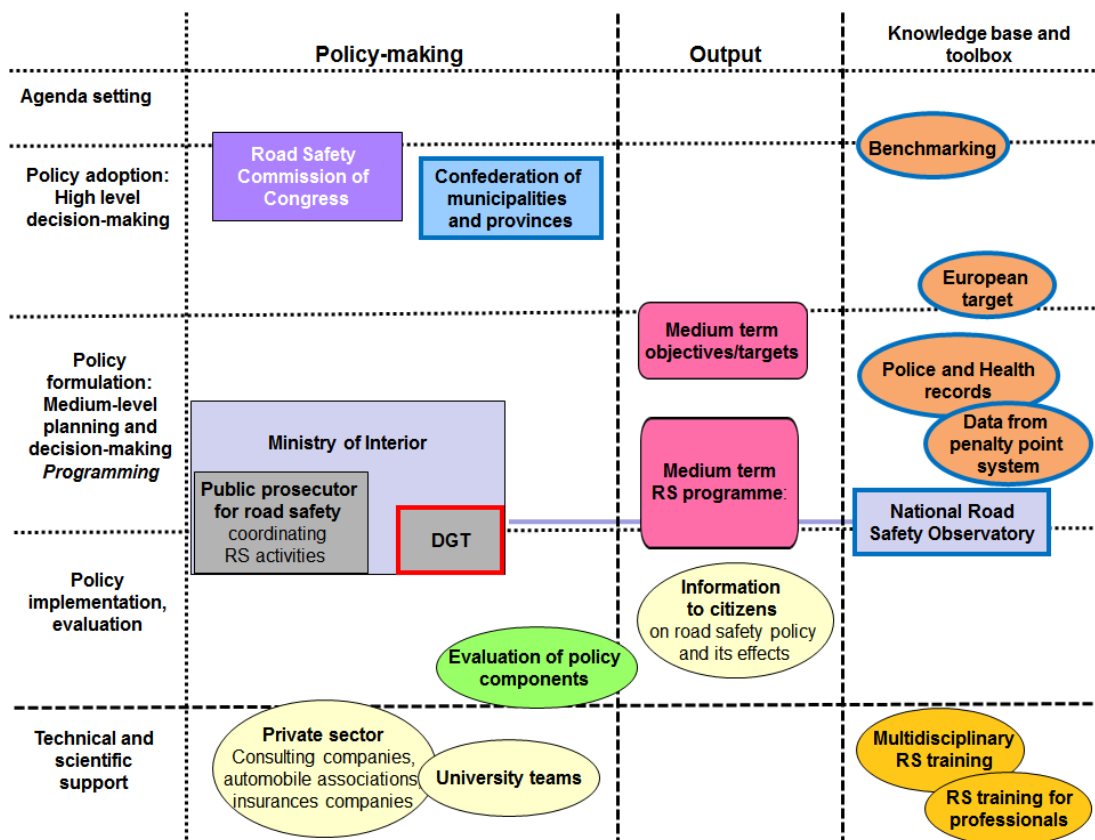 Policy-making
Output
Knowledge base and
toolbox
Agenda setting
Policy adoption:
High level
decision-making
Road Safety
Commission of
Congress
Confederation of
municipalities
and provinces
Benchmarking
European
target
Policy
formulation:
Medium-level
planning and
decision-making
Programming
Ministry of Interior
Public prosecutor
for road safety
coordinating
RS activities
DGT
Medium term
objectives/targets
Medium term
RS programme:
Police and Health
records
Data from
penalty point
system
National Road
Safety Observatory
Policy
implementation,
evaluation
Evaluation of policy
components
Information
to citizens
on road safety policy
and its effects
Technical and
scientific
support
Private sector
Consulting companies,
automobile associations,
insurances companies
University teams
Multidisciplinary
RS training
RS training for
professionals